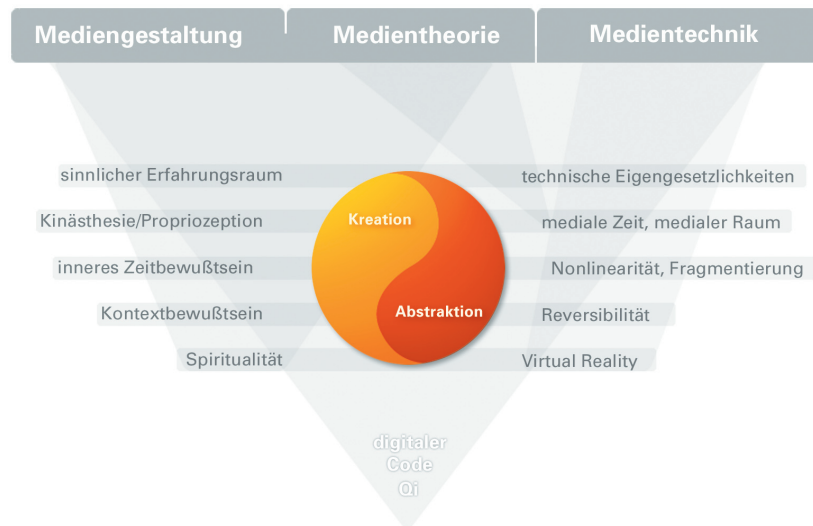 Mediengestaltung
Medientheorie
Medientechnik
sinnlicher Erfahrungsraum
technische Eigengesetzlichkeiten
Kinästhesie/Propriozeption
Kreation
mediale Zeit, medialer Raum
inneres Zeitbewußtsein
Nonlinearität, Fragmentierung
Kontextbewußtsein
Abstraktion
Reversibilität
Spiritualität
Virtual Reality
digitaler
Code
Qi